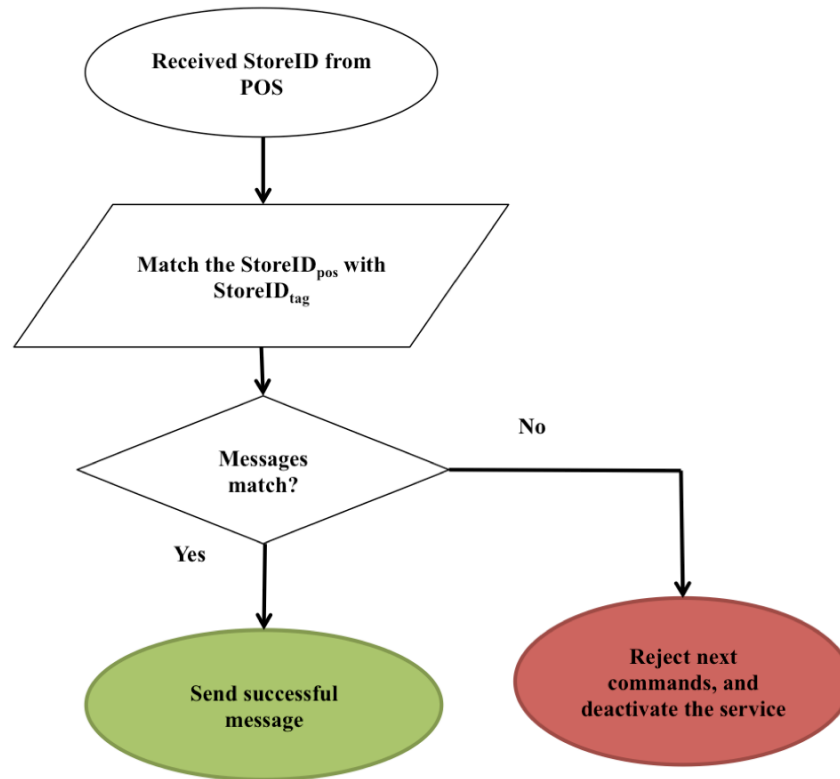 Received StoreID from
POS
Match the StoreIDpos with
StoreIDtag
Messages
match?
No
Yes
Send successful
message
Reject next
commands, and
deactivate the service